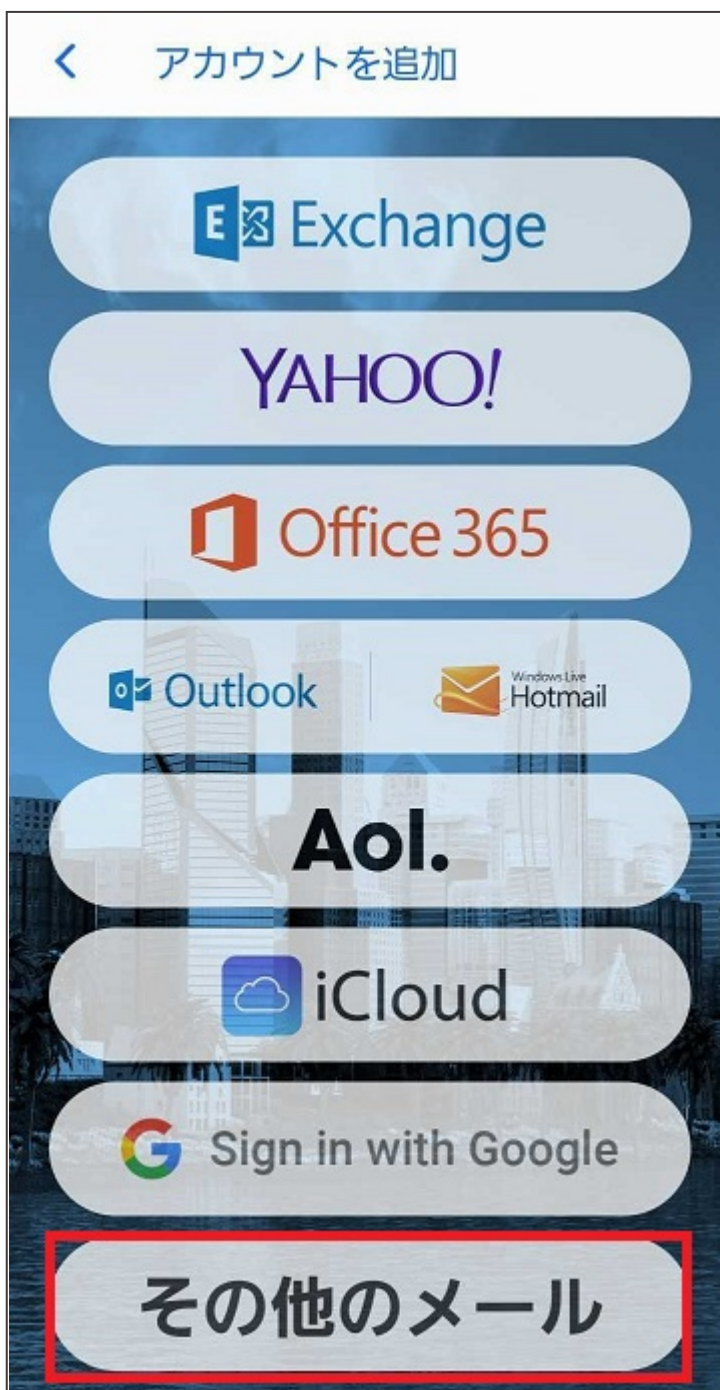 アカウントを追加
E Exchange
YAHOO!
Office 365
Outlook
Windows Live
Hotmail
Aol.
iCloud
Sign in with Google
その他のメール